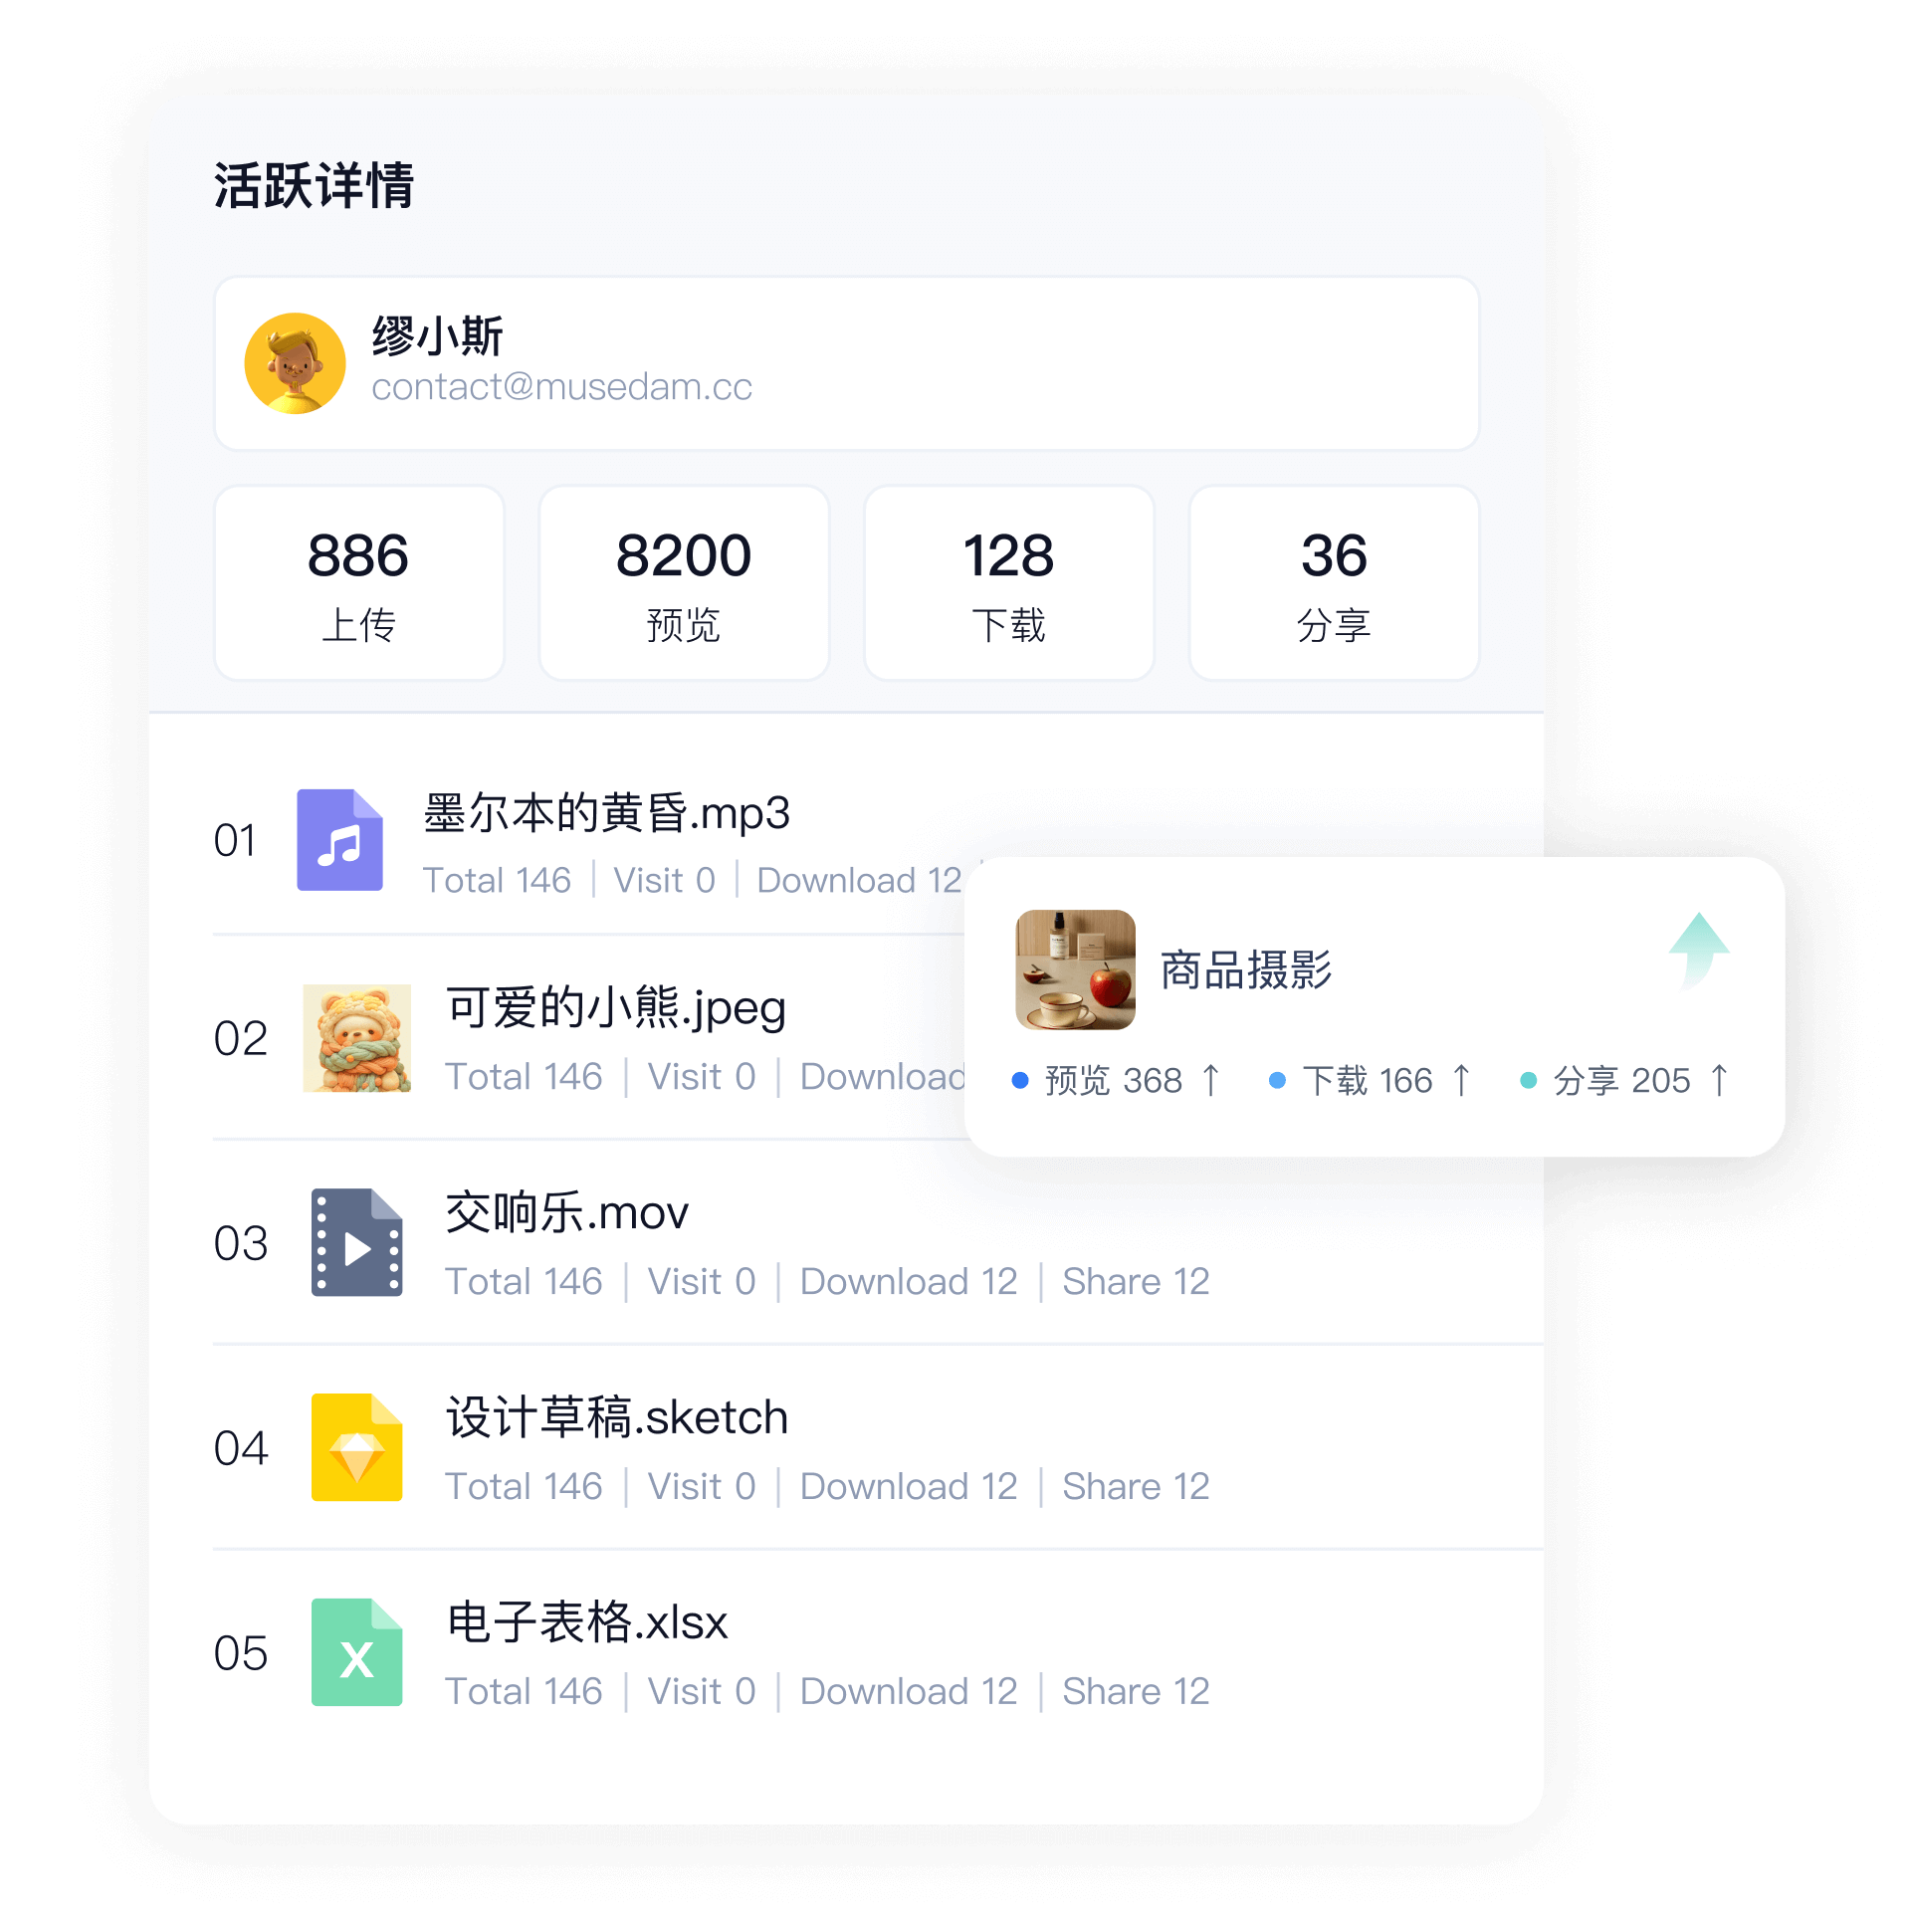 活跃详情
缪小斯
contact@musedam.cc
886 8200 128 36
上传 预览 下载 分享
01 墨尔本的黄昏.mp3
Total 146 | Visit 0 | Download 12
商品摄影
预览 368 ↑ 下载 166 ↑ 分享 205 ↑
02 可爱的小熊.jpeg
Total 146 | Visit 0 | Download
03 交响乐.mov
Total 146 | Visit 0 | Download 12 | Share 12
04 设计草稿.sketch
Total 146 | Visit 0 | Download 12 | Share 12
05 电子表格.xlsx
X
Total 146 | Visit 0 | Download 12 | Share 12